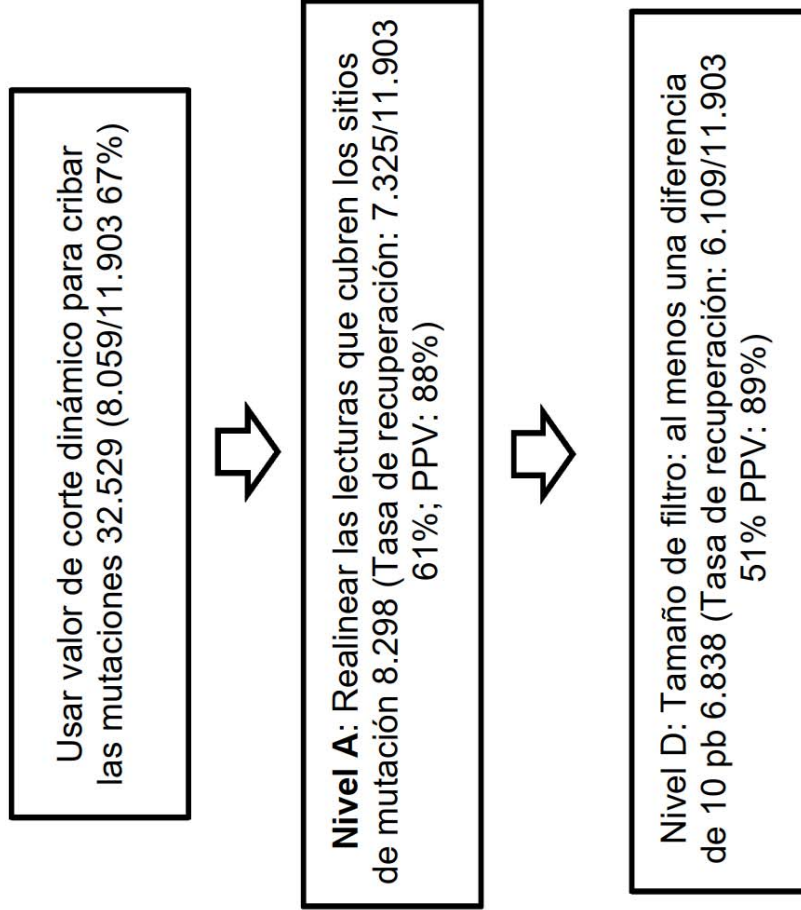 Usar valor de corte dinámico para cribar
las mutaciones 32.529 (8.059/11.903 67%)
Nivel A: Realinear las lecturas que cubren los sitios
de mutación 8.298 (Tasa de recuperación: 7.325/11.903
61%; PPV: 88%)
Nivel D: Tamaño de filtro: al menos una diferencia
de 10 pb 6.838 (Tasa de recuperación: 6.109/11.903
51% PPV: 89%)